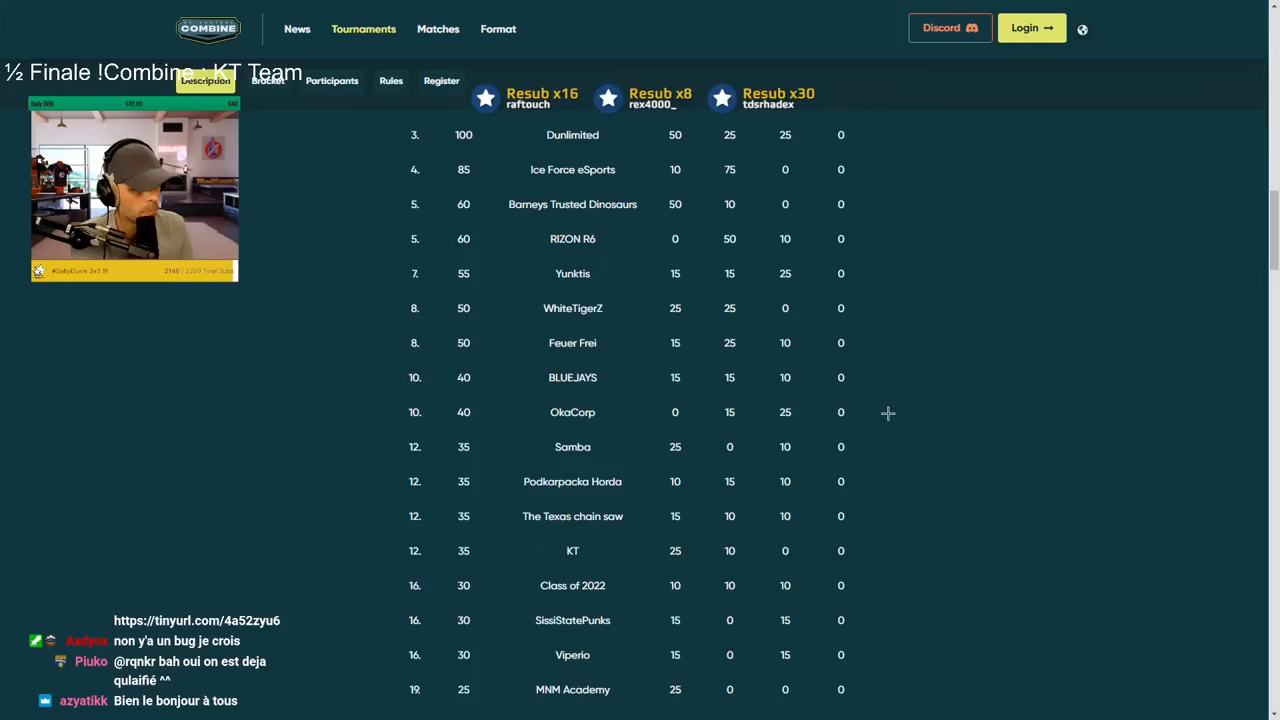 COMBINE
News
Tournaments
Matches
Format
Discord
Login →
½ Finale !Combine : KT Team
Description
Bracket
Participants
Rules
Register
Resub x16
raftouch
Resub x8
rex4000_
Resub x30
tdsrhadex
Daily
€40
#SaltyDuo's 3v3
2140 / 2200 Total Subs
3. 100 Dunlimited 50 25 25 0
4. 85 Ice Force eSports 10 75 0 0
5. 60 Barneys Trusted Dinosaurs 50 10 0 0
5. 60 RIZON R6 0 50 10 0
7. 55 Yunktis 15 15 25 0
8. 50 WhiteTigerZ 25 25 0 0
8. 50 Feuer Frei 15 25 10 0
10. 40 BLUEJAYS 15 15 10 0
10. 40 OkaCorp 0 15 25 0
12. 35 Samba 25 0 10 0
12. 35 Podkarpacka Horda 10 15 10 0
12. 35 The Texas chain saw 15 10 10 0
12. 35 KT 25 10 0 0
16. 30 Class of 2022 10 10 10 0
16. 30 SissiStatePunks 15 0 15 0
16. 30 Viperio 15 0 15 0
19. 25 MNM Academy 25 0 0 0
https://tinyurl.com/4a52zyu6
Axdynx non y'a un bug je crois
Piuko @rqnkr bah oui on est deja
qulaifié ^^
azyatikk Bien le bonjour à tous